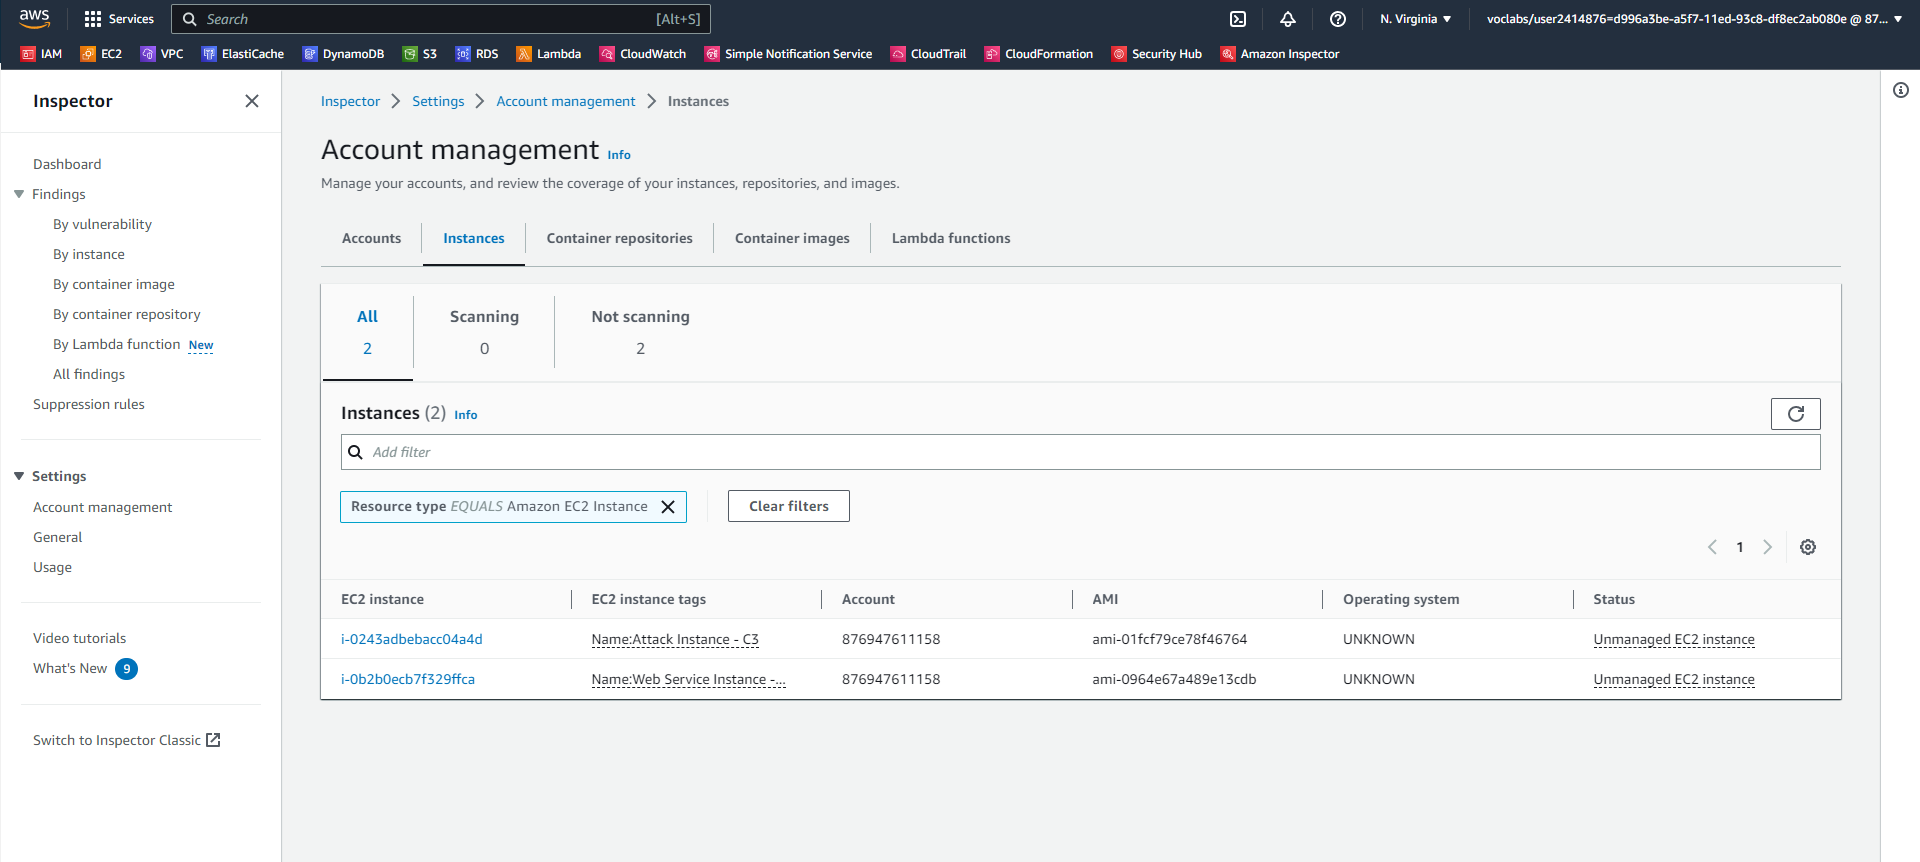 aws Services Search [Alt+S] N. Virginia voclabs/user2414876=d996a3be-a5f7-11ed-93c8-df8ec2ab080e @ 87...
IAM EC2 VPC ElastiCache DynamoDB S3 RDS Lambda CloudWatch Simple Notification Service CloudTrail CloudFormation Security Hub Amazon Inspector
Inspector
Dashboard
Findings
By vulnerability
By instance
By container image
By container repository
By Lambda function New
All findings
Suppression rules
Settings
Account management
General
Usage
Video tutorials
What's New 9
Switch to Inspector Classic
Inspector Settings Account management Instances
Account management Info
Manage your accounts, and review the coverage of your instances, repositories, and images.
Accounts Instances Container repositories Container images Lambda functions
All Scanning Not scanning
2 0 2
Instances (2) Info
Add filter
Resource type EQUALS Amazon EC2 Instance Clear filters
1
EC2 instance EC2 instance tags Account AMI Operating system Status
i-0243adbebacc04a4d Name:Attack Instance - C3 876947611158 ami-01fcf79ce78f46764 UNKNOWN Unmanaged EC2 instance
i-0b2b0ecb7f329ffca Name:Web Service Instance -... 876947611158 ami-0964e67a489e13cdb UNKNOWN Unmanaged EC2 instance